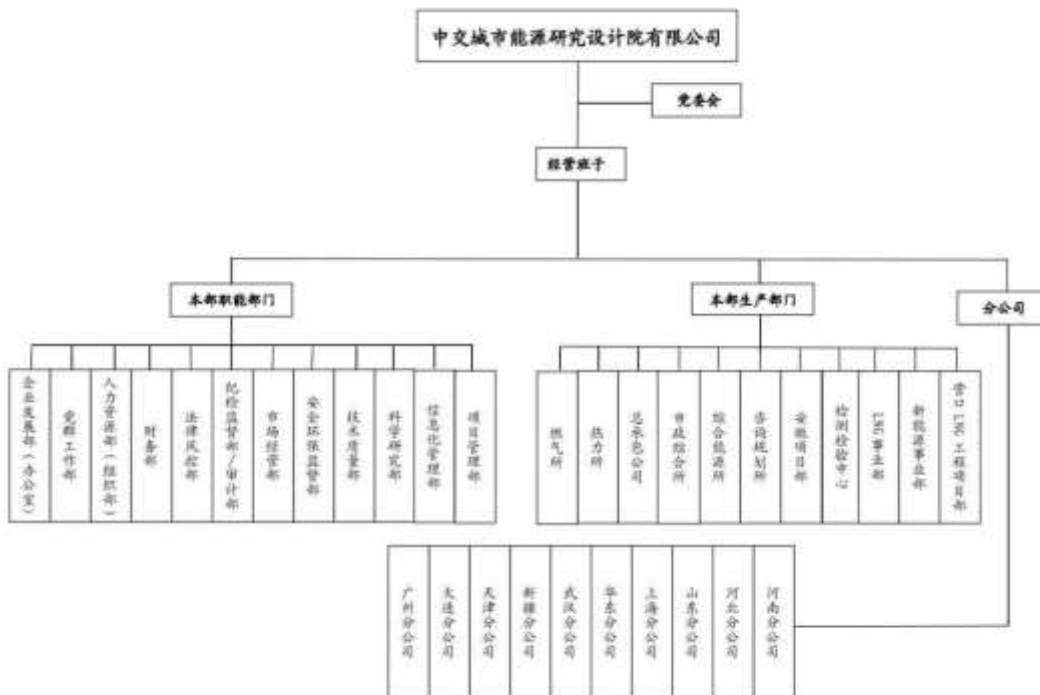 中交城市能源研究设计院有限公司
党委会
经营班子
本部职能部门
本部生产部门
分公司
企业发展部（办公室）
党群工作部
人力资源部（组织部）
财务部
法律风控部
纪检监督部/审计部
市场经营部
安全环保监督部
技术质量部
科学研究部
信息化管理部
项目管理部
燃气所
热力所
总承包公司
市政综合所
综合能源所
咨询规划所
安徽项目部
检测检验中心
LNG事业部
新能源事业部
营口LNG工程项目部
广州分公司
大连分公司
天津分公司
新疆分公司
武汉分公司
华东分公司
上海分公司
山东分公司
河北分公司
河南分公司